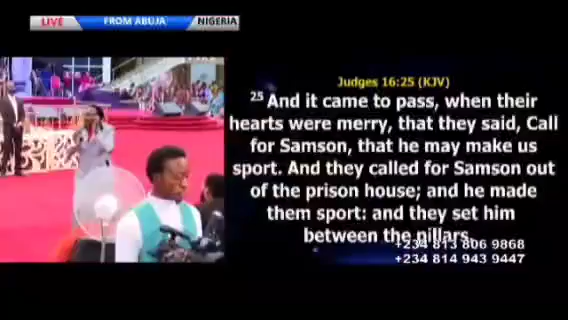 LIVE FROM ABUJA NIGERIA
Judges 16:25 (KJV)
25 And it came to pass, when their
hearts were merry, that they said, Call
for Samson, that he may make us
sport. And they called for Samson out
of the prison house; and he made
them sport: and they set him
between the pillars.
+234 813 806 9868
+234 814 943 9447